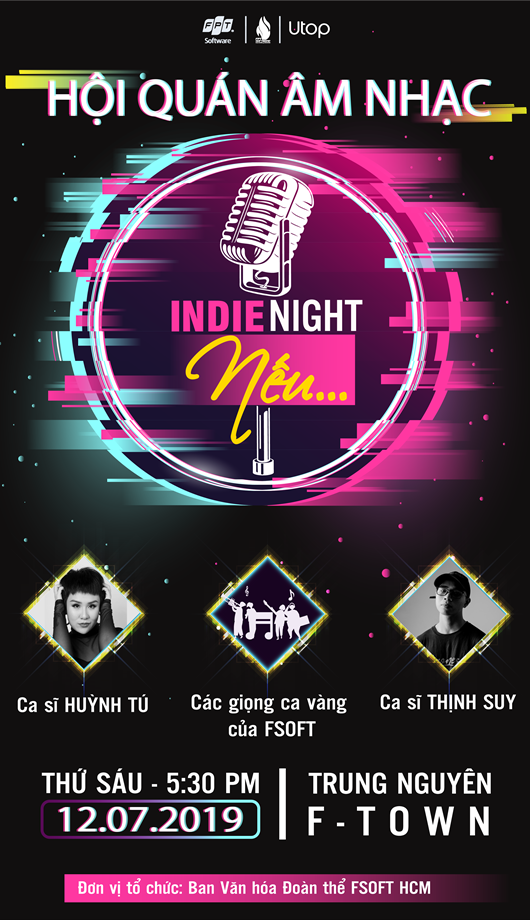 FPT
Software
Utop
HỘI QUÁN ÂM NHẠC
INDIE NIGHT
Nếu...
Ca sĩ HUỲNH TÚ
Các giọng ca vàng
của FSOFT
Ca sĩ THỊNH SUY
THỨ SÁU - 5:30 PM
12.07.2019
TRUNG NGUYÊN
F-TOWN
Đơn vị tổ chức: Ban Văn hóa Đoàn thể FSOFT HCM